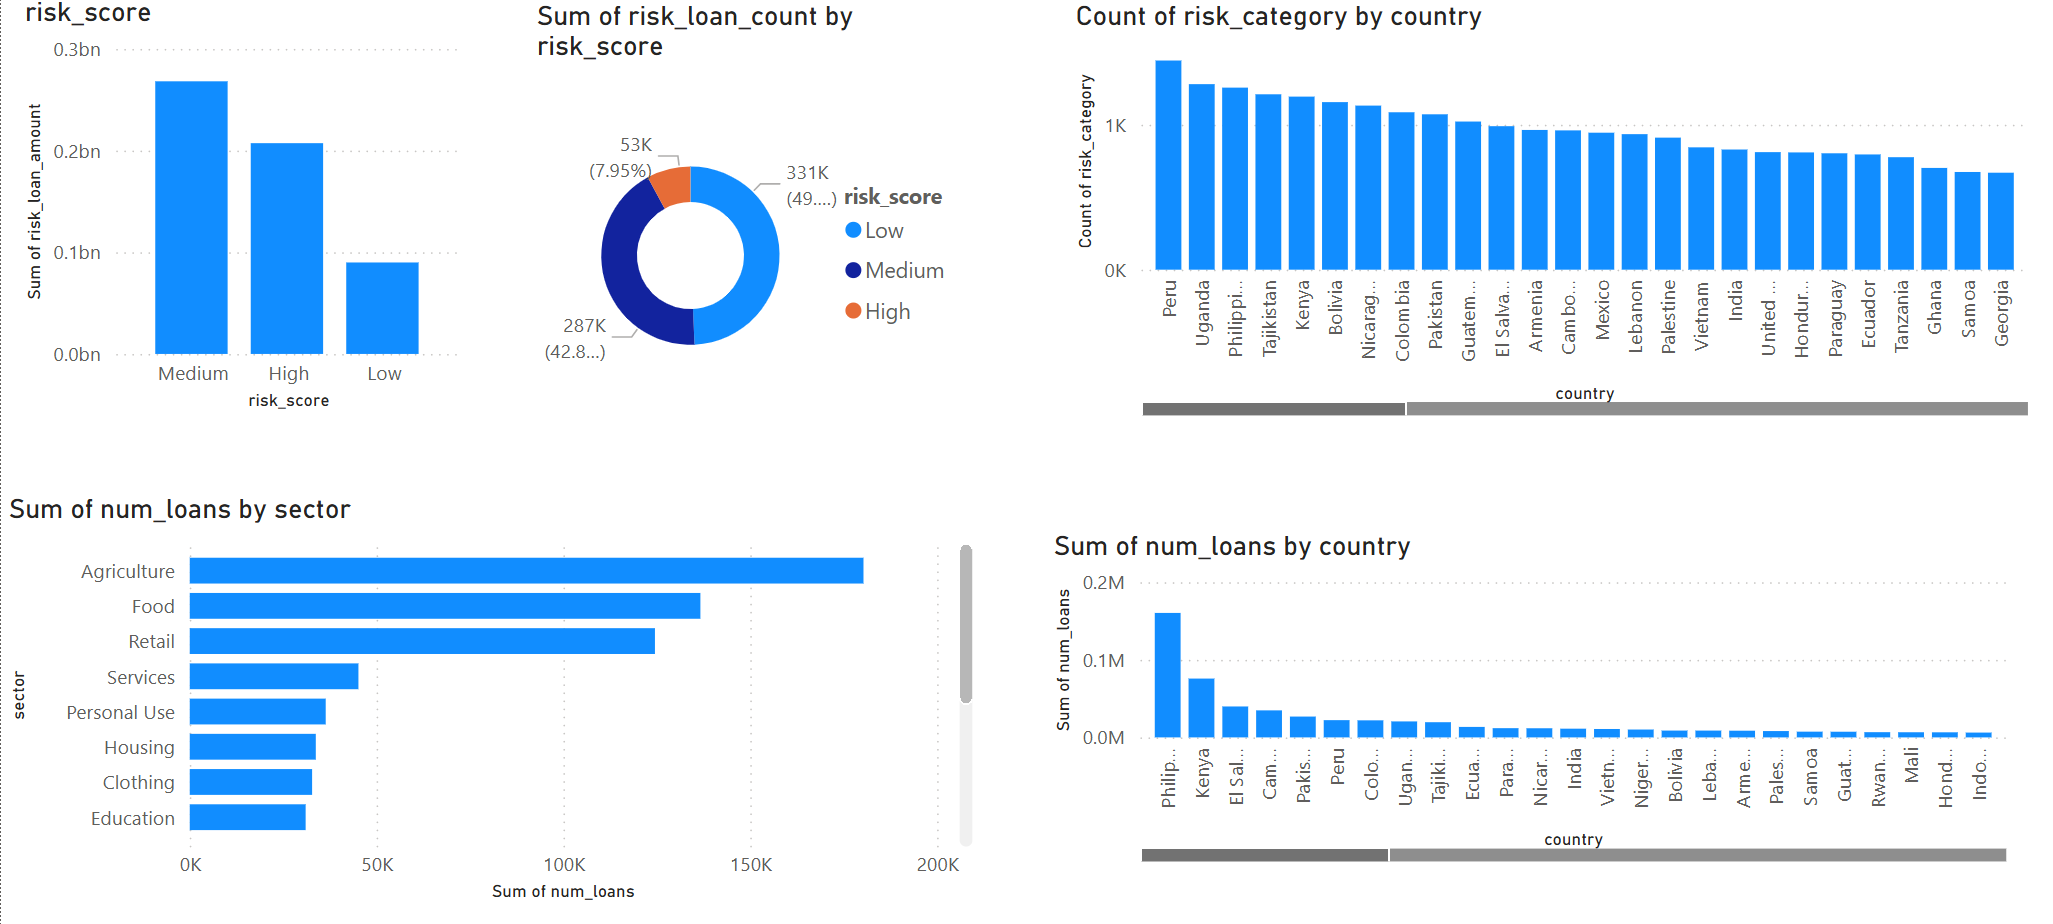 risk_score
0.3bn
0.2bn
0.1bn
0.0bn
Sum of risk_loan_amount
Medium
High
Low
risk_score
Sum of risk_loan_count by
risk_score
53K
(7.95%)
331K
(49....)
287K
(42.8...)
risk_score
Low
Medium
High
Count of risk_category by country
Count of risk_category
1K
0K
Peru
Uganda
Philippi...
Tajikistan
Kenya
Bolivia
Nicarag...
Colombia
Pakistan
Guatem...
El Salva...
Armenia
Cambo...
Mexico
Lebanon
Palestine
Vietnam
India
United ...
Hondur...
Paraguay
Ecuador
Tanzania
Ghana
Samoa
Georgia
country
Sum of num_loans by sector
sector
Agriculture
Food
Retail
Services
Personal Use
Housing
Clothing
Education
0K
50K
100K
150K
200K
Sum of num_loans
Sum of num_loans by country
Sum of num_loans
0.2M
0.1M
0.0M
Philip...
Kenya
El Sal...
Cam...
Pakis...
Peru
Colo...
Ugan...
Tajiki...
Ecua...
Para...
Nicar...
India
Vietn...
Niger...
Bolivia
Leba...
Arme...
Pales...
Samoa
Guat...
Rwan...
Mali
Hond...
Indo...
country